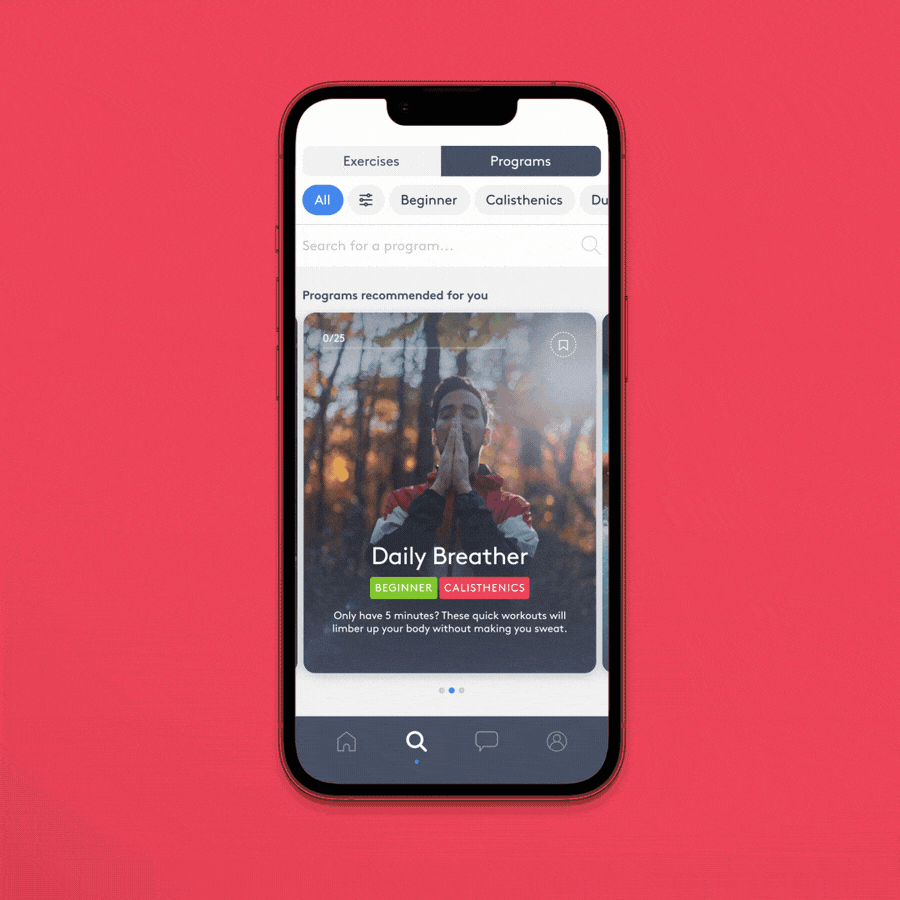 Exercises
Programs
All
Beginner
Calisthenics
Du
Search for a program...
Programs recommended for you
0/25
Daily Breather
BEGINNER
CALISTHENICS
Only have 5 minutes? These quick workouts will
limber up your body without making you sweat.